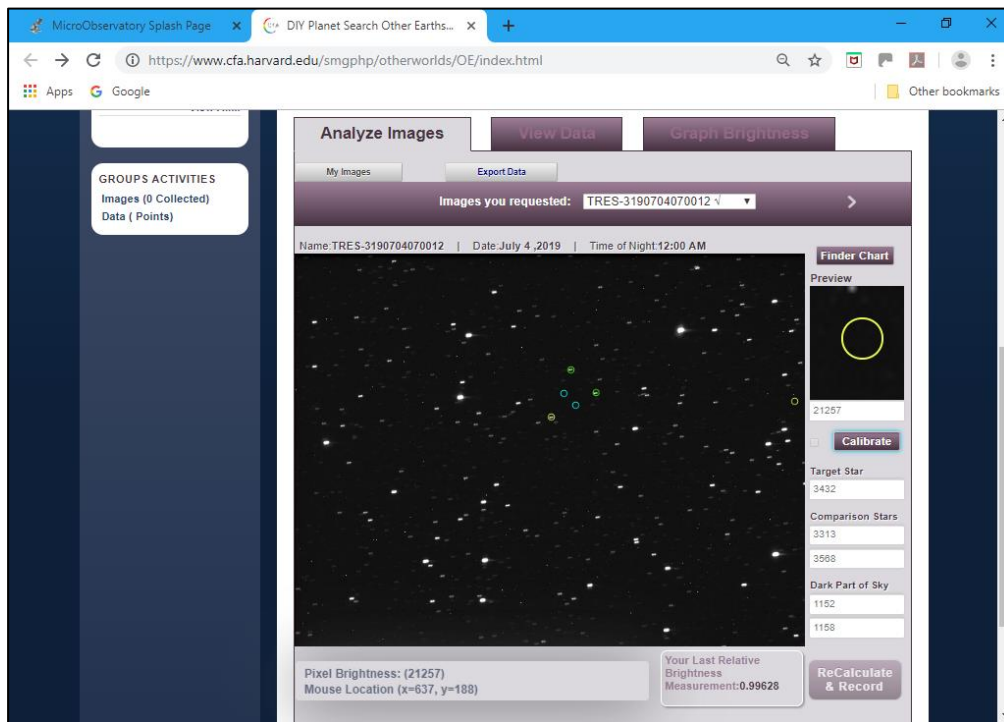 MicroObservatory Splash Page
DIY Planet Search Other Earths...
https://www.cfa.harvard.edu/smgphp/otherworlds/OE/index.html
Apps
Google
Other bookmarks
GROUPS ACTIVITIES
Images (0 Collected)
Data ( Points)
Analyze Images
View Data
Graph Brightness
My Images
Export Data
Images you requested:
TRES-3190704070012 √
Name:TRES-3190704070012 | Date:July 4 ,2019 | Time of Night:12:00 AM
Finder Chart
Preview
21257
Calibrate
Target Star
3432
Comparison Stars
3313
3568
Dark Part of Sky
1152
1158
Pixel Brightness: (21257)
Mouse Location (x=637, y=188)
Your Last Relative
Brightness
Measurement:0.99628
ReCalculate
& Record